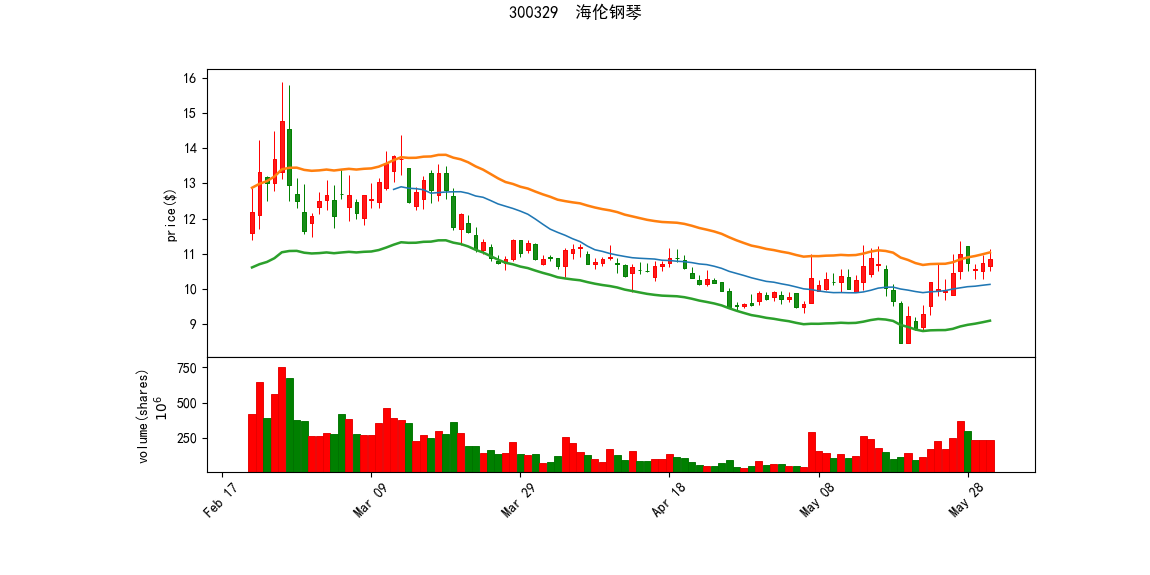 300329 海伦钢琴
price($)
16
15
14
13
12
11
10
9
volume(shares)
10^6
750
500
250
Feb 17
Mar 09
Mar 29
Apr 18
May 08
May 28